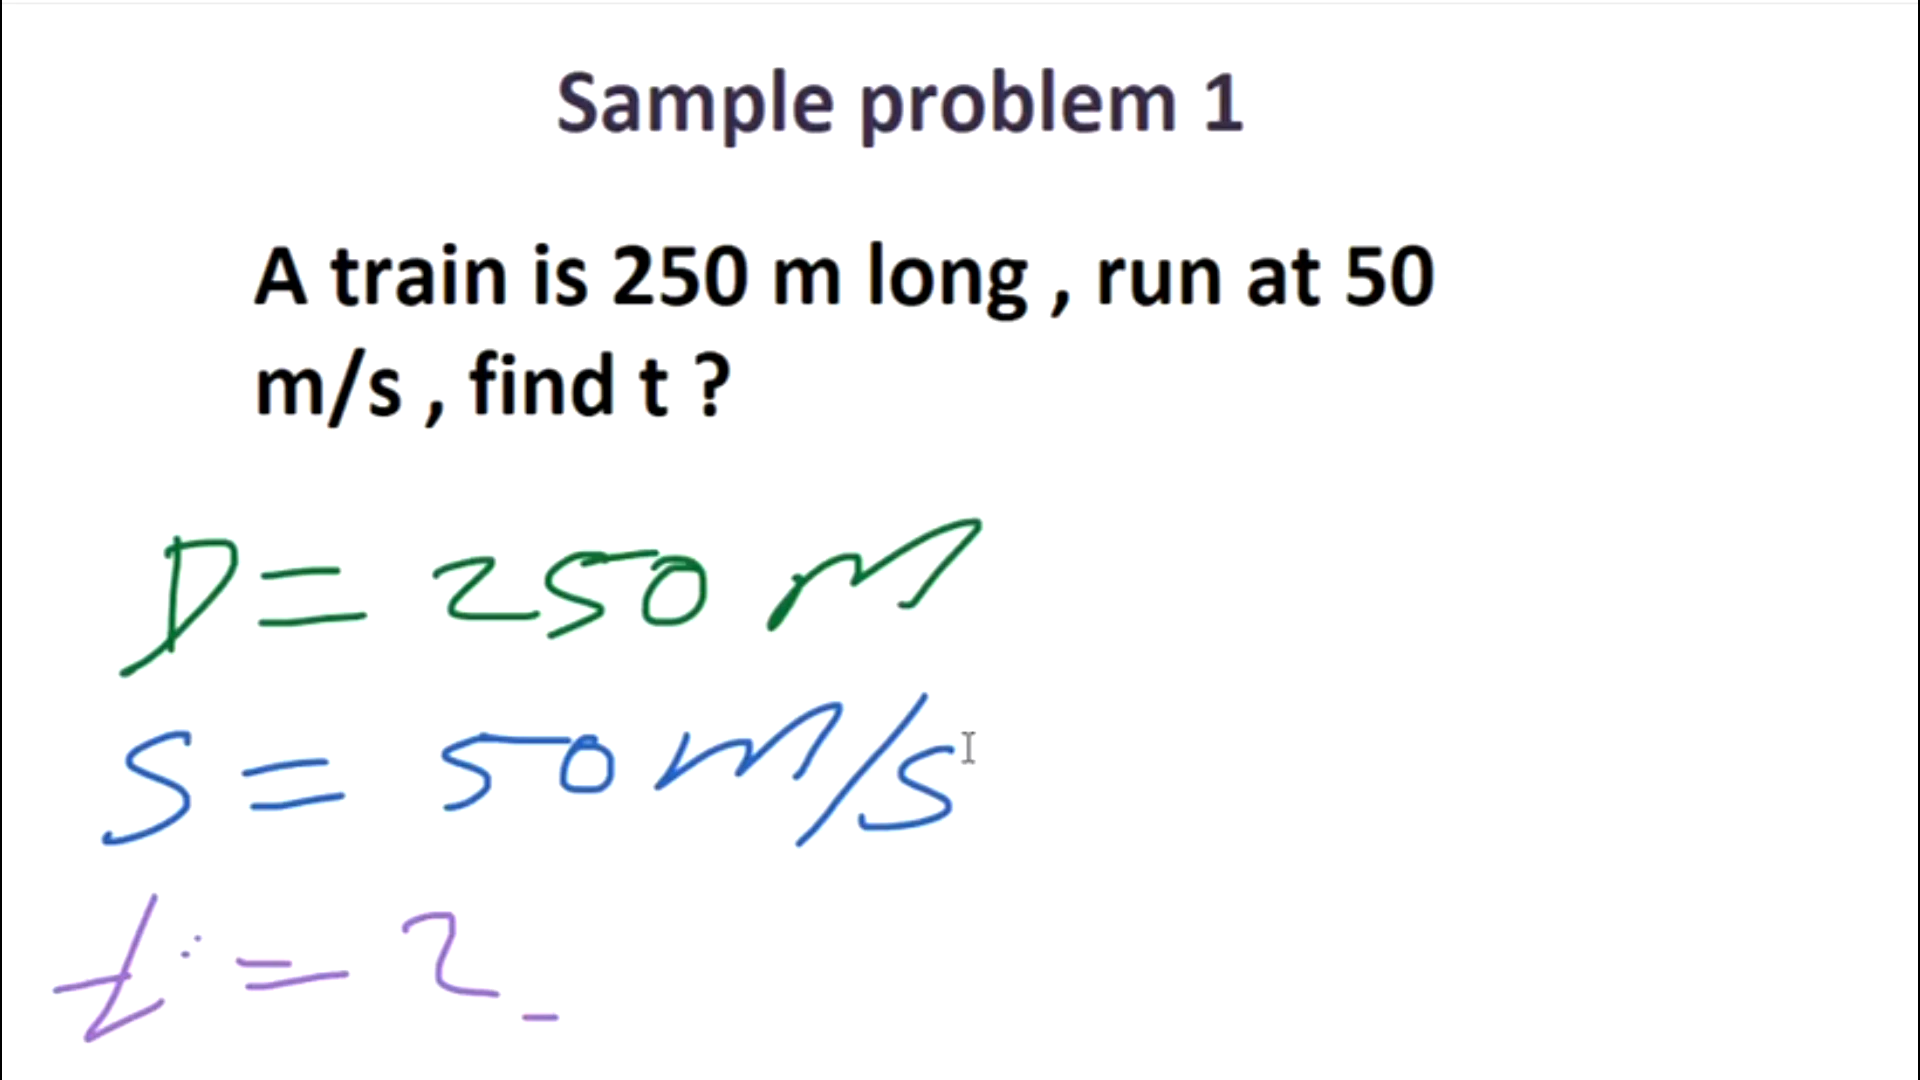 Sample problem 1
A train is 250 m long , run at 50
m/s , find t ?
D = 250 m
S = 50 m/s
t =